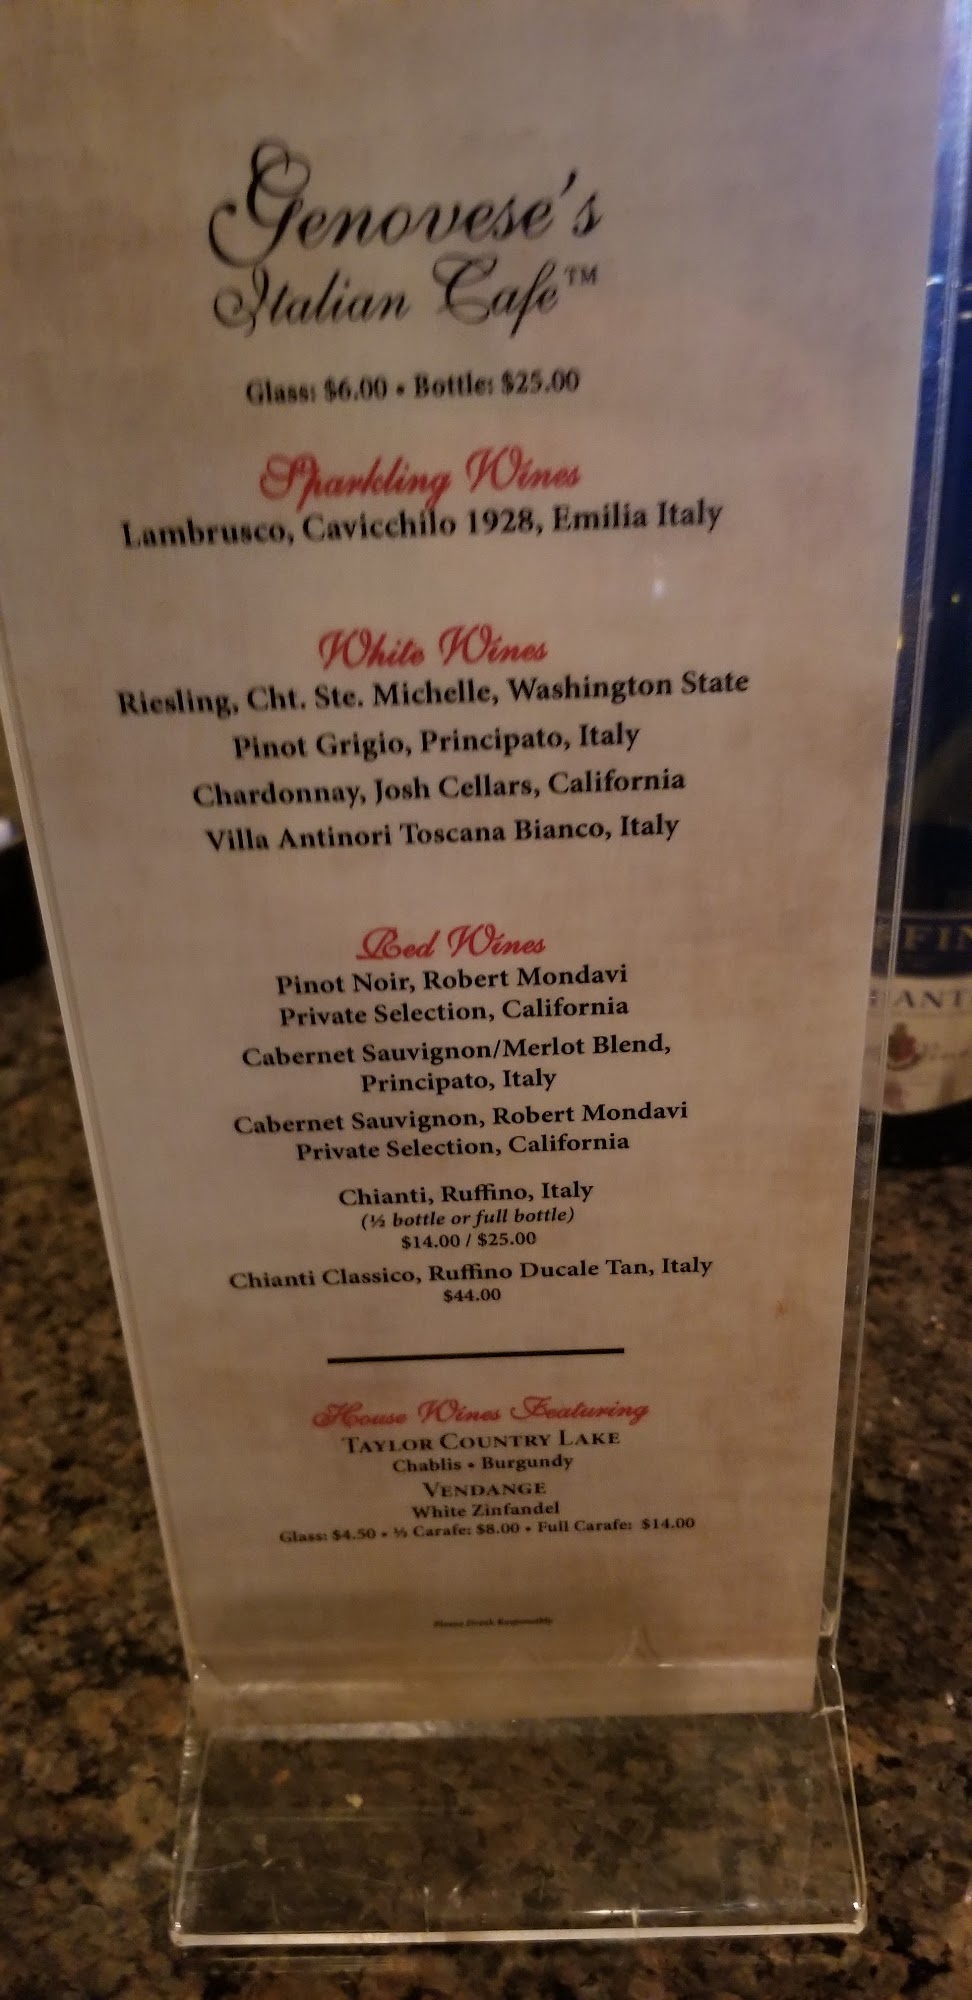 Genovese's
Italian Cafe™
Glass: $6.00 • Bottle: $25.00
Sparkling Wines
Lambrusco, Cavicchilo 1928, Emilia Italy
White Wines
Riesling, Cht. Ste. Michelle, Washington State
Pinot Grigio, Principato, Italy
Chardonnay, Josh Cellars, California
Villa Antinori Toscana Bianco, Italy
Red Wines
Pinot Noir, Robert Mondavi
Private Selection, California
Cabernet Sauvignon/Merlot Blend,
Principato, Italy
Cabernet Sauvignon, Robert Mondavi
Private Selection, California
Chianti, Ruffino, Italy
(½ bottle or full bottle)
$14.00 / $25.00
Chianti Classico, Ruffino Ducale Tan, Italy
$44.00
House Wines Featuring
TAYLOR COUNTRY LAKE
Chablis • Burgundy
VENDANGE
White Zinfandel
Glass: $4.50 • ½ Carafe: $8.00 • Full Carafe: $14.00
Please Drink Responsibly